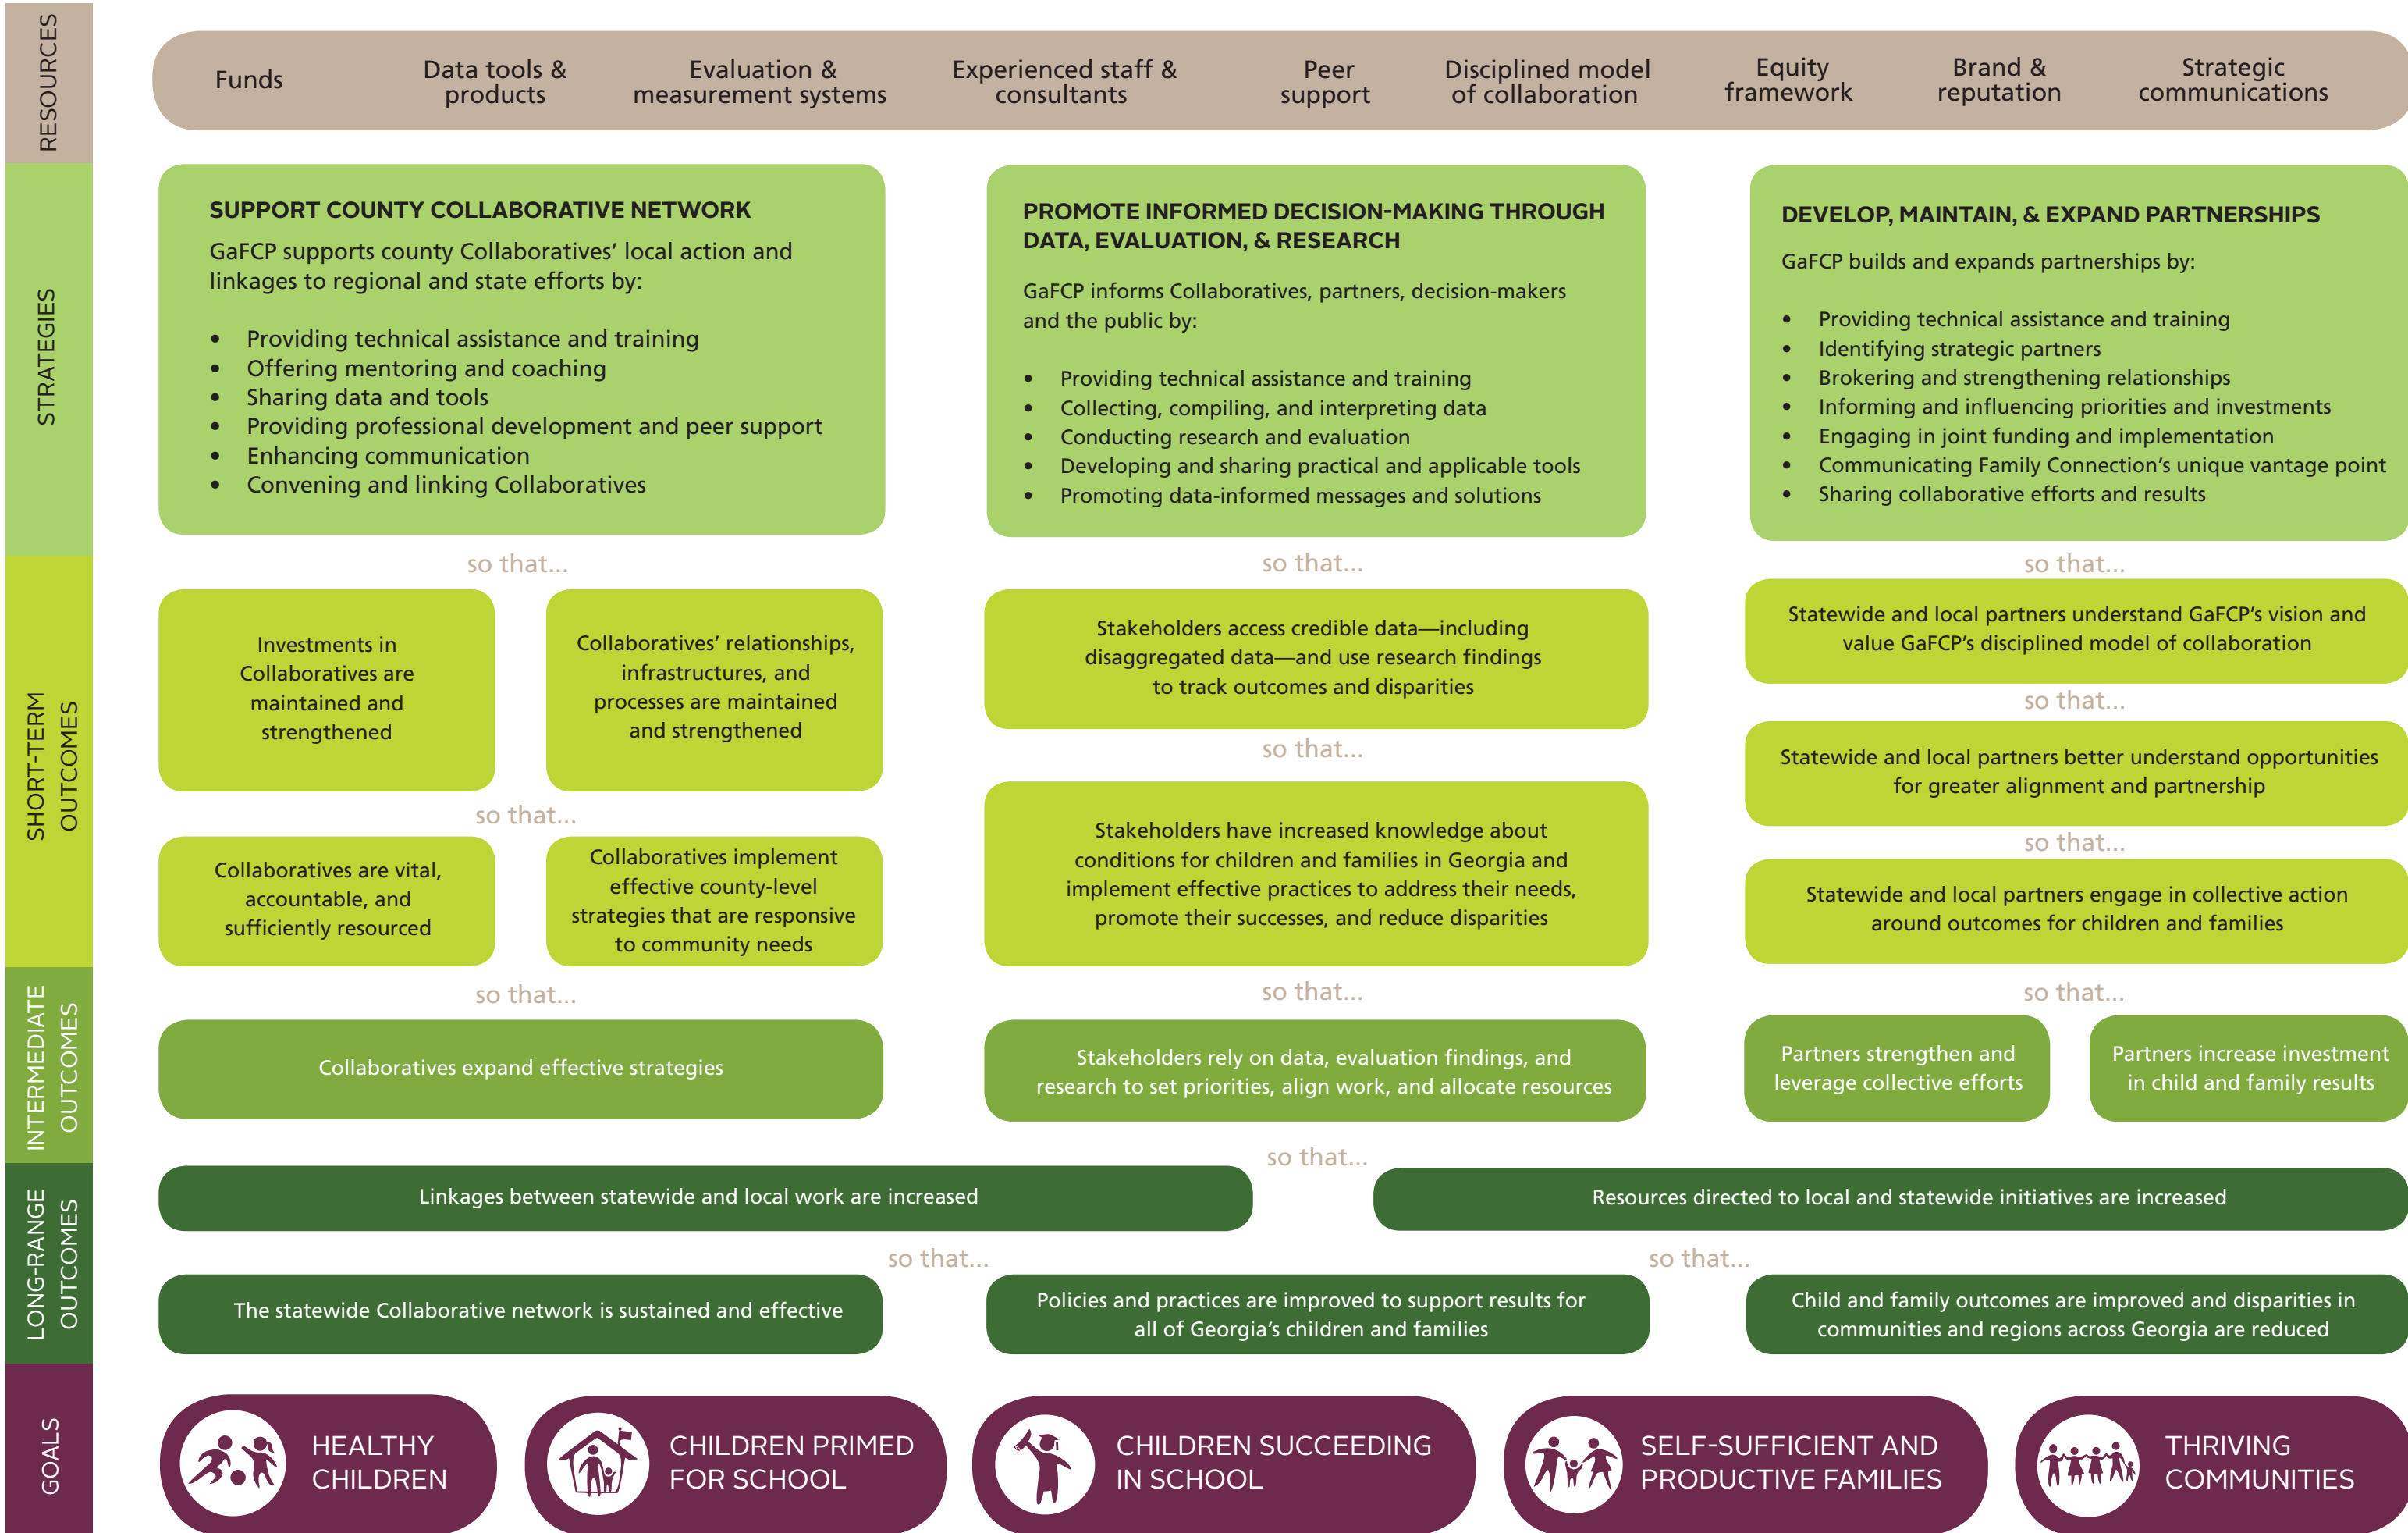 RESOURCES
Funds
Data tools &
products
Evaluation &
measurement systems
Experienced staff &
consultants
Peer
support
Disciplined model
of collaboration
Equity
framework
Brand &
reputation
Strategic
communications
STRATEGIES
SUPPORT COUNTY COLLABORATIVE NETWORK
GaFCP supports county Collaboratives’ local action and
linkages to regional and state efforts by:
• Providing technical assistance and training
• Offering mentoring and coaching
• Sharing data and tools
• Providing professional development and peer support
• Enhancing communication
• Convening and linking Collaboratives
PROMOTE INFORMED DECISION-MAKING THROUGH
DATA, EVALUATION, & RESEARCH
GaFCP informs Collaboratives, partners, decision-makers
and the public by:
• Providing technical assistance and training
• Collecting, compiling, and interpreting data
• Conducting research and evaluation
• Developing and sharing practical and applicable tools
• Promoting data-informed messages and solutions
DEVELOP, MAINTAIN, & EXPAND PARTNERSHIPS
GaFCP builds and expands partnerships by:
• Providing technical assistance and training
• Identifying strategic partners
• Brokering and strengthening relationships
• Informing and influencing priorities and investments
• Engaging in joint funding and implementation
• Communicating Family Connection’s unique vantage point
• Sharing collaborative efforts and results
SHORT-TERM
OUTCOMES
so that...
Investments in
Collaboratives are
maintained and
strengthened
Collaboratives’ relationships,
infrastructures, and
processes are maintained
and strengthened
so that...
Collaboratives are vital,
accountable, and
sufficiently resourced
Collaboratives implement
effective county-level
strategies that are responsive
to community needs
so that...
Stakeholders access credible data—including
disaggregated data—and use research findings
to track outcomes and disparities
so that...
Stakeholders have increased knowledge about
conditions for children and families in Georgia and
implement effective practices to address their needs,
promote their successes, and reduce disparities
so that...
Statewide and local partners understand GaFCP’s vision and
value GaFCP’s disciplined model of collaboration
so that...
Statewide and local partners better understand opportunities
for greater alignment and partnership
so that...
Statewide and local partners engage in collective action
around outcomes for children and families
INTERMEDIATE
OUTCOMES
so that...
Collaboratives expand effective strategies
so that...
Stakeholders rely on data, evaluation findings, and
research to set priorities, align work, and allocate resources
so that...
Partners strengthen and
leverage collective efforts
Partners increase investment
in child and family results
so that...
LONG-RANGE
OUTCOMES
Linkages between statewide and local work are increased
Resources directed to local and statewide initiatives are increased
so that...
so that...
The statewide Collaborative network is sustained and effective
Policies and practices are improved to support results for
all of Georgia’s children and families
Child and family outcomes are improved and disparities in
communities and regions across Georgia are reduced
GOALS
HEALTHY
CHILDREN
CHILDREN PRIMED
FOR SCHOOL
CHILDREN SUCCEEDING
IN SCHOOL
SELF-SUFFICIENT AND
PRODUCTIVE FAMILIES
THRIVING
COMMUNITIES